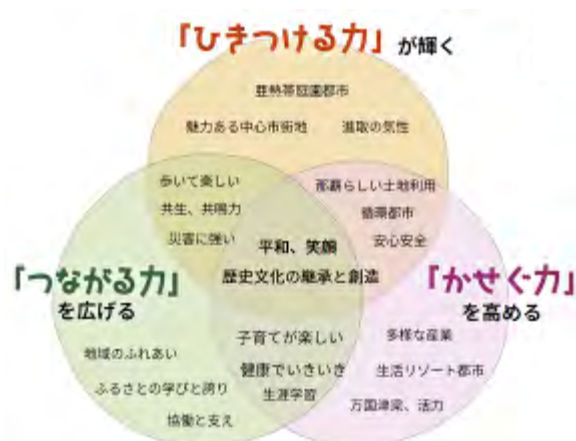 「ひきつける力」が輝く
亜熱帯庭園都市
魅力ある中心市街地
進取の気性
歩いて楽しい
共生、共鳴力
災害に強い
那覇らしい土地利用
循環都市
安心安全
平和、笑顔
歴史文化の継承と創造
「つながる力」
を広げる
「かせぐ力」
を高める
子育てが楽しい
健康でいきいき
生涯学習
地域のふれあい
ふるさとの学びと誇り
協働と支え
多様な産業
生活リゾート都市
万国津梁、活力